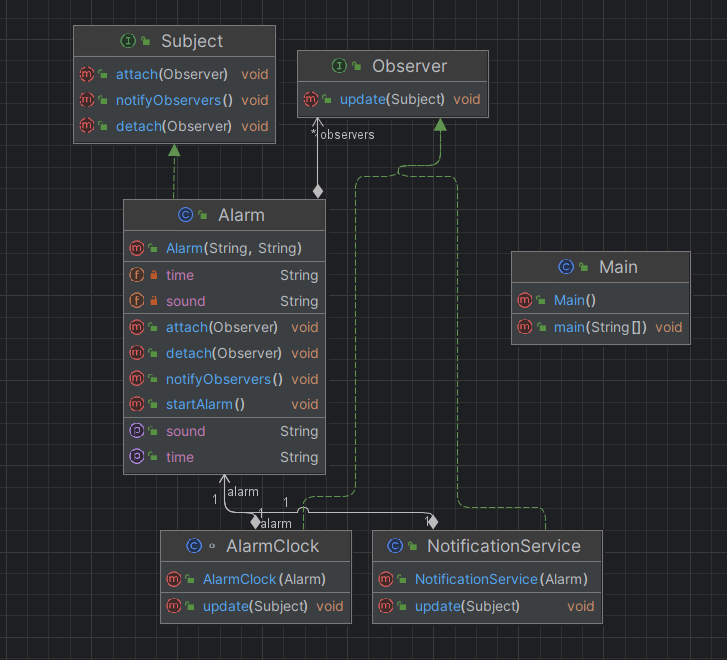 Subject
attach(Observer) void
notifyObservers() void
detach(Observer) void
Observer
update(Subject) void
* observers
Alarm
Alarm(String, String)
time String
sound String
attach(Observer) void
detach(Observer) void
notifyObservers() void
startAlarm() void
sound String
time String
Main
Main()
main(String[]) void
alarm
1
1
1
alarm
1
AlarmClock
AlarmClock(Alarm)
update(Subject) void
NotificationService
NotificationService(Alarm)
update(Subject) void